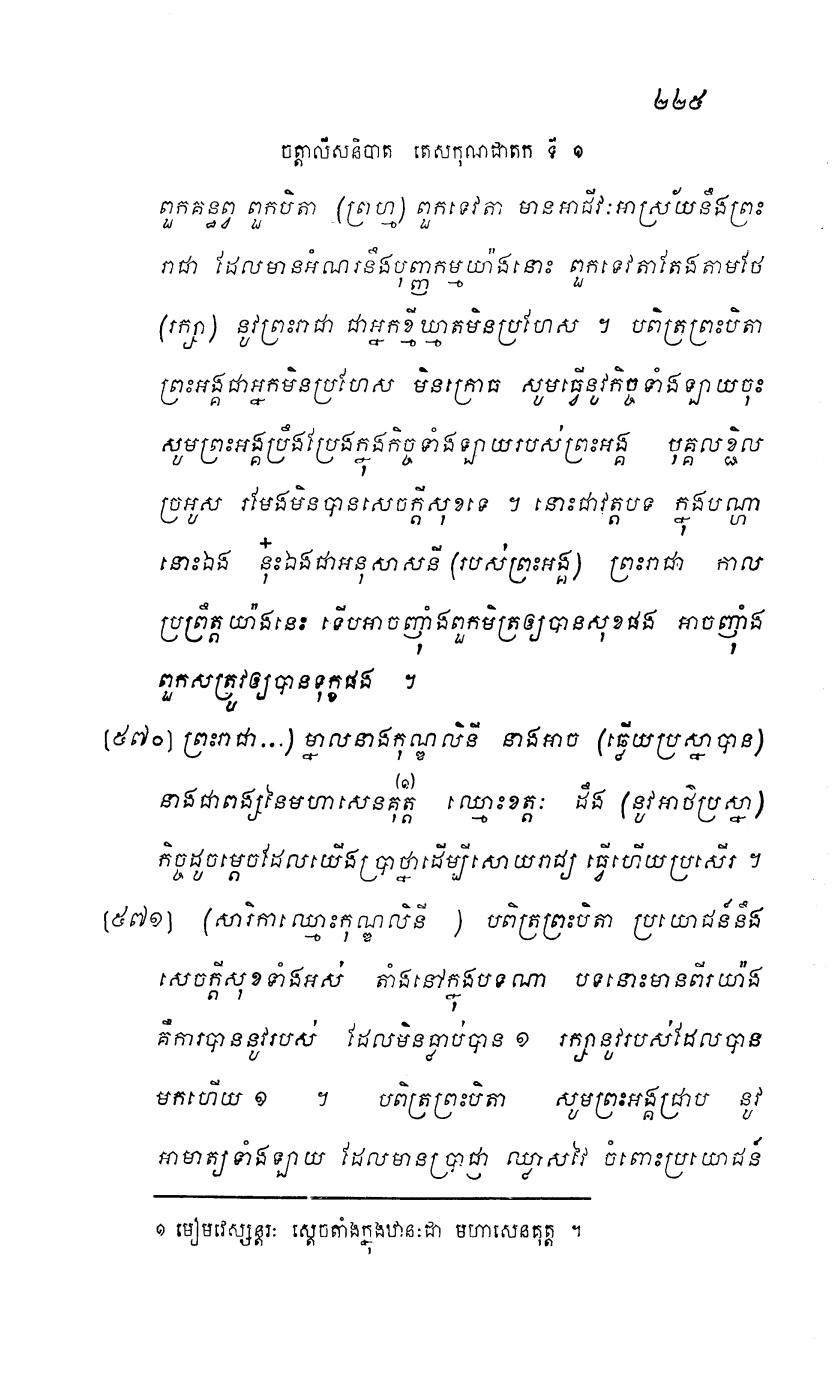 ២២៥
ចត្តាលីសនិបាត តេសកុណជាតក ទី ១
ពួកគន្ធព្វ ពួកបិតា (ព្រហ្ម) ពួកទេវតា មានអាជីវៈអាស្រ័យនឹងព្រះ
រាជា ដែលមានអំណរនឹងបុញ្ញកម្មយ៉ាងនោះ ពួកទេវតាតែងតាមថែ
(រក្សា) នូវព្រះរាជា ជាអ្នកខ្មីឃ្មាតមិនប្រហែស ។ បពិត្រព្រះបិតា
ព្រះអង្គជាអ្នកមិនប្រហែស មិនក្រោធ សូមធ្វើនូវកិច្ចទាំងឡាយចុះ
សូមព្រះអង្គប្រឹងប្រែងក្នុងកិច្ចទាំងឡាយរបស់ព្រះអង្គ បុគ្គលខ្ជិល
ច្រអូស រមែងមិនបានសេចក្តីសុខទេ ។ នោះជាវត្តបទ ក្នុងបណ្ហា
នោះឯង នុ៎ះឯងជាអនុសាសនី (របស់ព្រះអង្គ) ព្រះរាជា កាល
ប្រព្រឹត្តយ៉ាងនេះ ទើបអាចញ៉ាំងពួកមិត្រឲ្យបានសុខផង អាចញ៉ាំង
ពួកសត្រូវឲ្យបានទុក្ខផង ។
[៥៧០] ព្រះរាជា...) ម្នាលនាងកុណ្ឌលិនី នាងអាច (ធ្វើយប្រស្នាបាន)
នាងជាពង្សនៃមហាសេនគុត្ត (១) ឈ្មោះខត្តៈ ដឹង (នូវអាថ៌ប្រស្នា)
កិច្ចដូចម្តេចដែលយើងប្រាថ្នាដើម្បីសោយរាជ្យ ធ្វើហើយប្រសើរ ។
[៥៧១] (សារិកាឈ្មោះកុណ្ឌលិនី ) បពិត្រព្រះបិតា ប្រយោជន៍នឹង
សេចក្តីសុខទាំងអស់ តាំងនៅក្នុងបទណា បទនោះមានពីរយ៉ាង
គឺការបាននូវរបស់ ដែលមិនធ្លាប់បាន ១ រក្សានូវរបស់ដែលបាន
មកហើយ ១ ។ បពិត្រព្រះបិតា សូមព្រះអង្គជ្រាប នូវ
អាមាត្យទាំងឡាយ ដែលមានប្រាជ្ញា ឈ្លាសវៃ ចំពោះប្រយោជន៍
១ មៀមវេស្សន្តរៈ ស្តេចតាំងក្នុងឋានៈជា មហាសេនគុត្ត ។